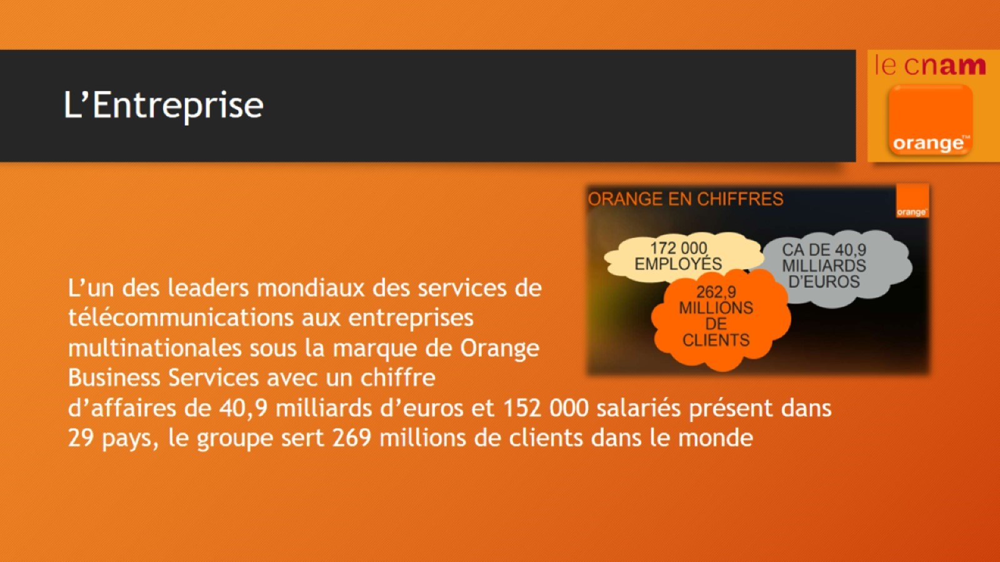 L’Entreprise
le cnam
orange™
ORANGE EN CHIFFRES
orange™
172 000
EMPLOYÉS
CA DE 40,9
MILLIARDS
D’EUROS
262,9
MILLIONS
DE
CLIENTS
L’un des leaders mondiaux des services de
télécommunications aux entreprises
multinationales sous la marque de Orange
Business Services avec un chiffre
d’affaires de 40,9 milliards d’euros et 152 000 salariés présent dans
29 pays, le groupe sert 269 millions de clients dans le monde